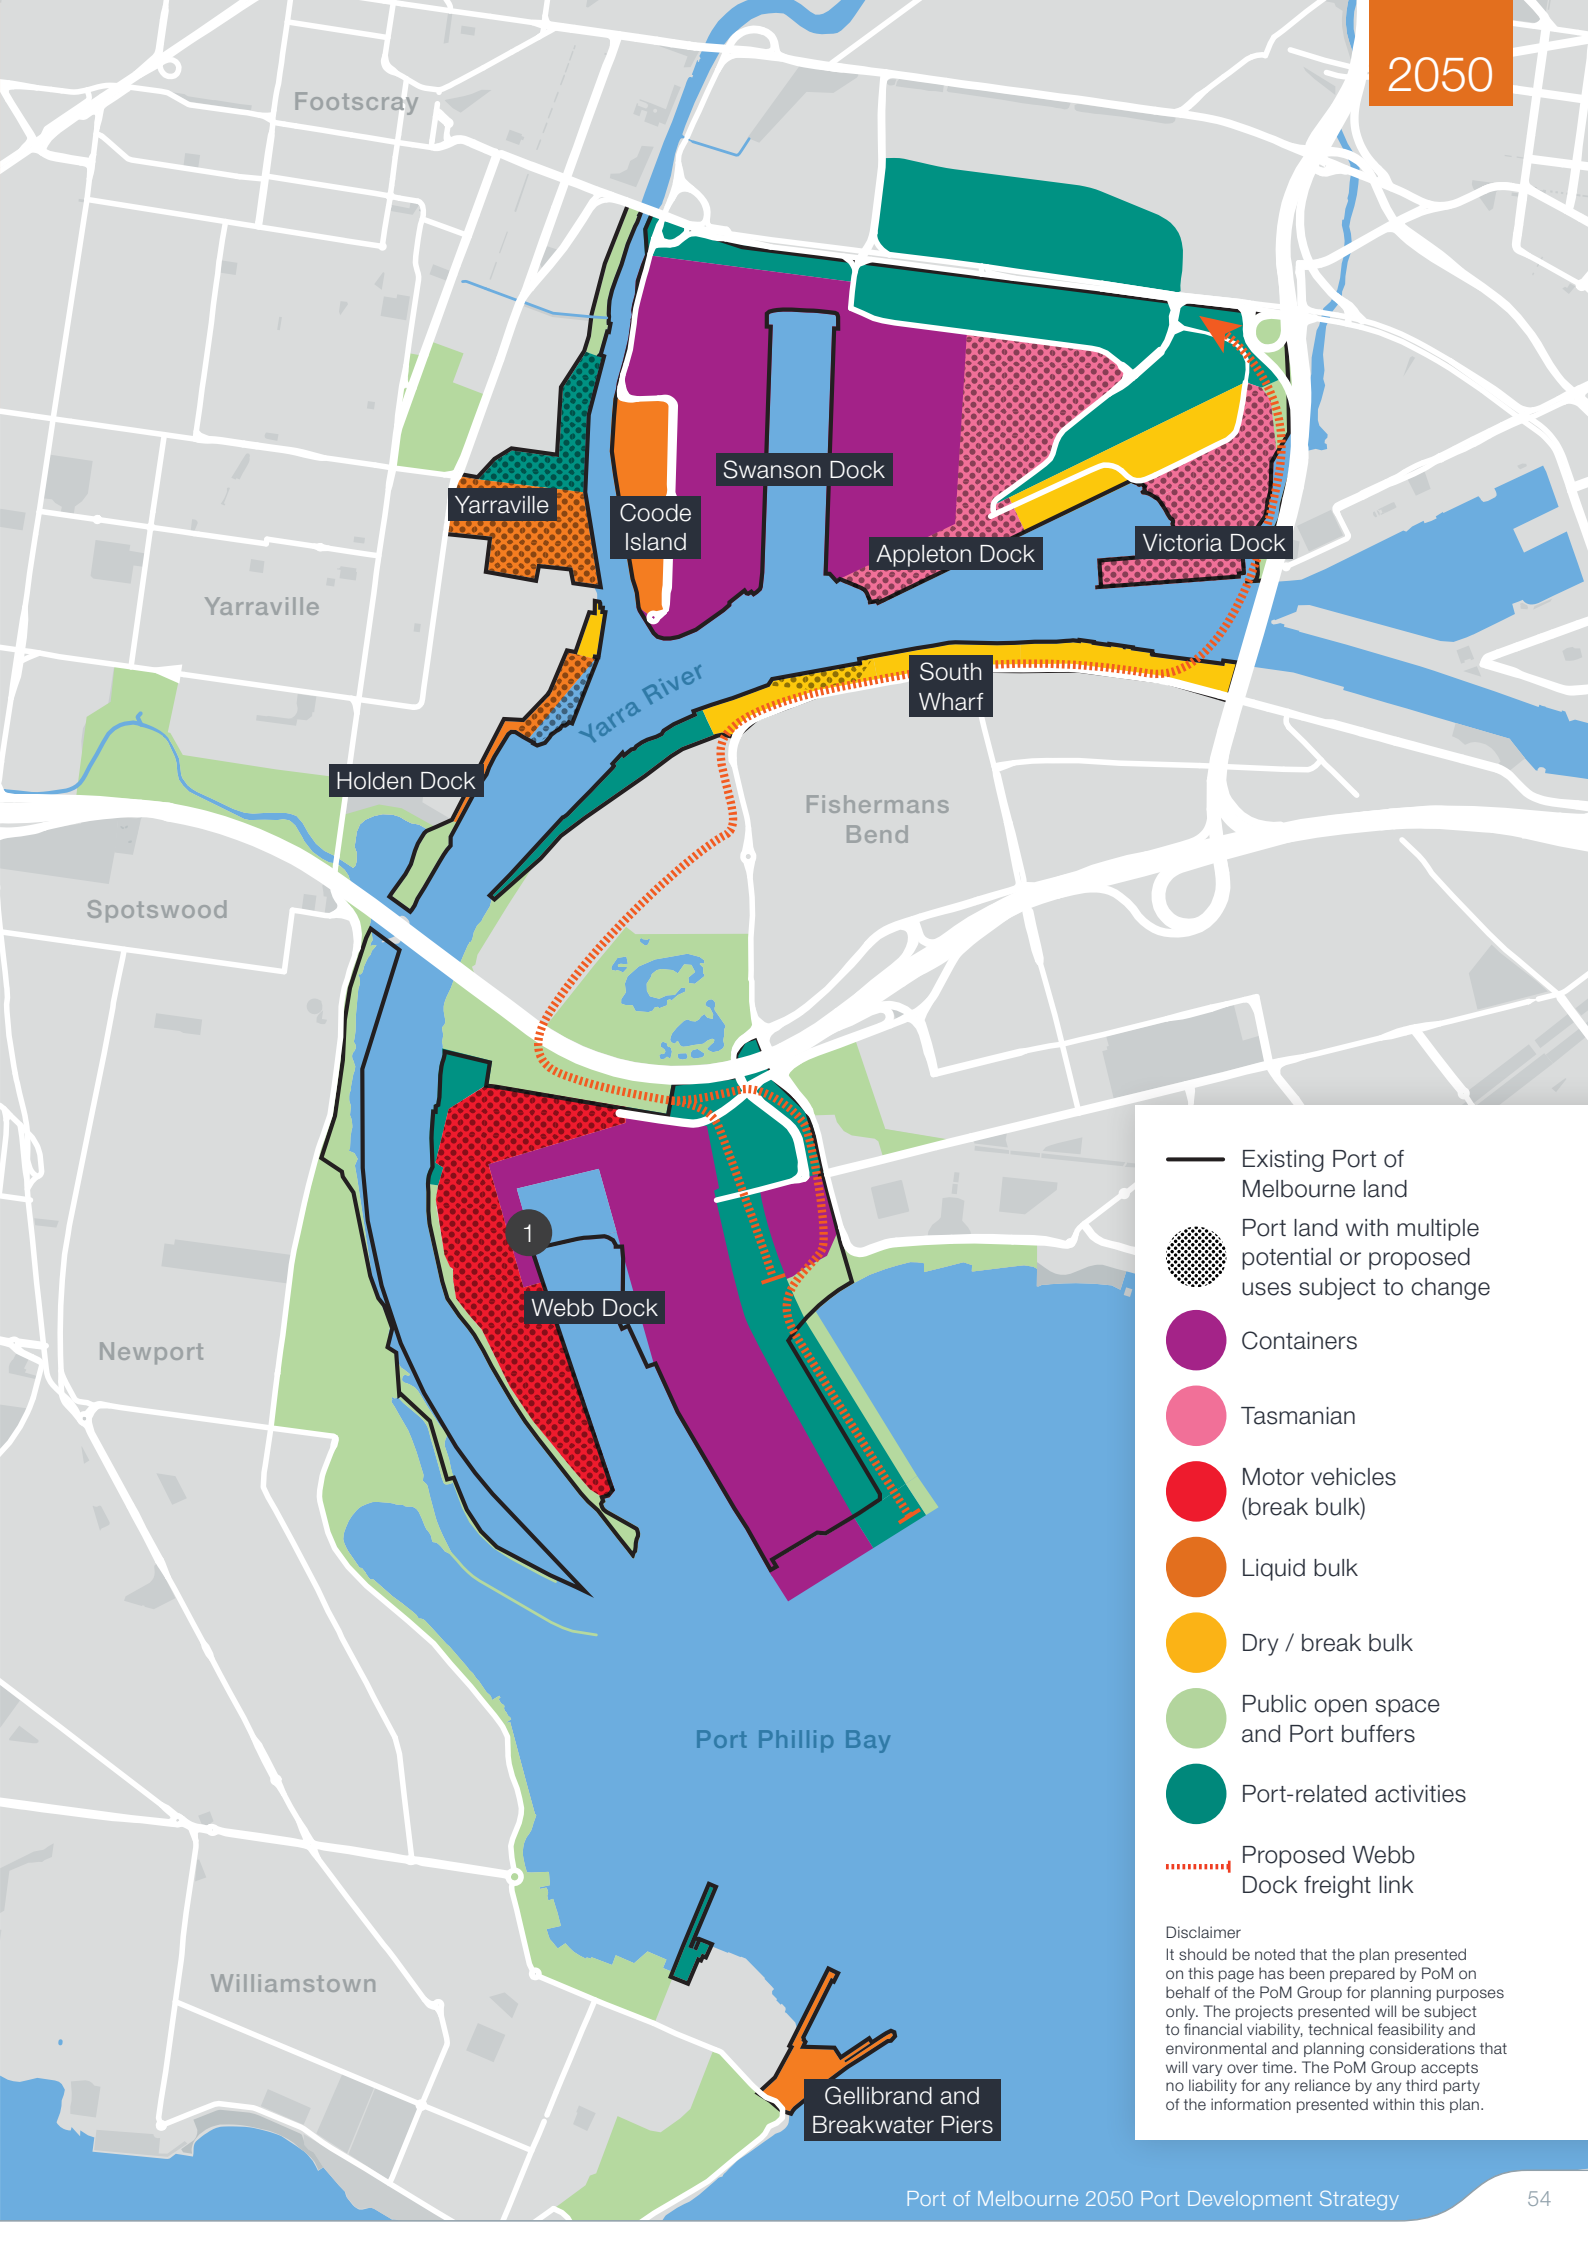 2050
Footscray
Swanson Dock
Yarraville
Coode
Island
Appleton Dock
Victoria Dock
Yarraville
Yarra River
South
Wharf
Holden Dock
Fishermans
Bend
Spotswood
1
Webb Dock
Newport
Port Phillip Bay
Williamstown
Gellibrand and
Breakwater Piers
Existing Port of
Melbourne land
Port land with multiple
potential or proposed
uses subject to change
Containers
Tasmanian
Motor vehicles
(break bulk)
Liquid bulk
Dry / break bulk
Public open space
and Port buffers
Port-related activities
Proposed Webb
Dock freight link
Disclaimer
It should be noted that the plan presented
on this page has been prepared by PoM on
behalf of the PoM Group for planning purposes
only. The projects presented will be subject
to financial viability, technical feasibility and
environmental and planning considerations that
will vary over time. The PoM Group accepts
no liability for any reliance by any third party
of the information presented within this plan.
Port of Melbourne 2050 Port Development Strategy
54